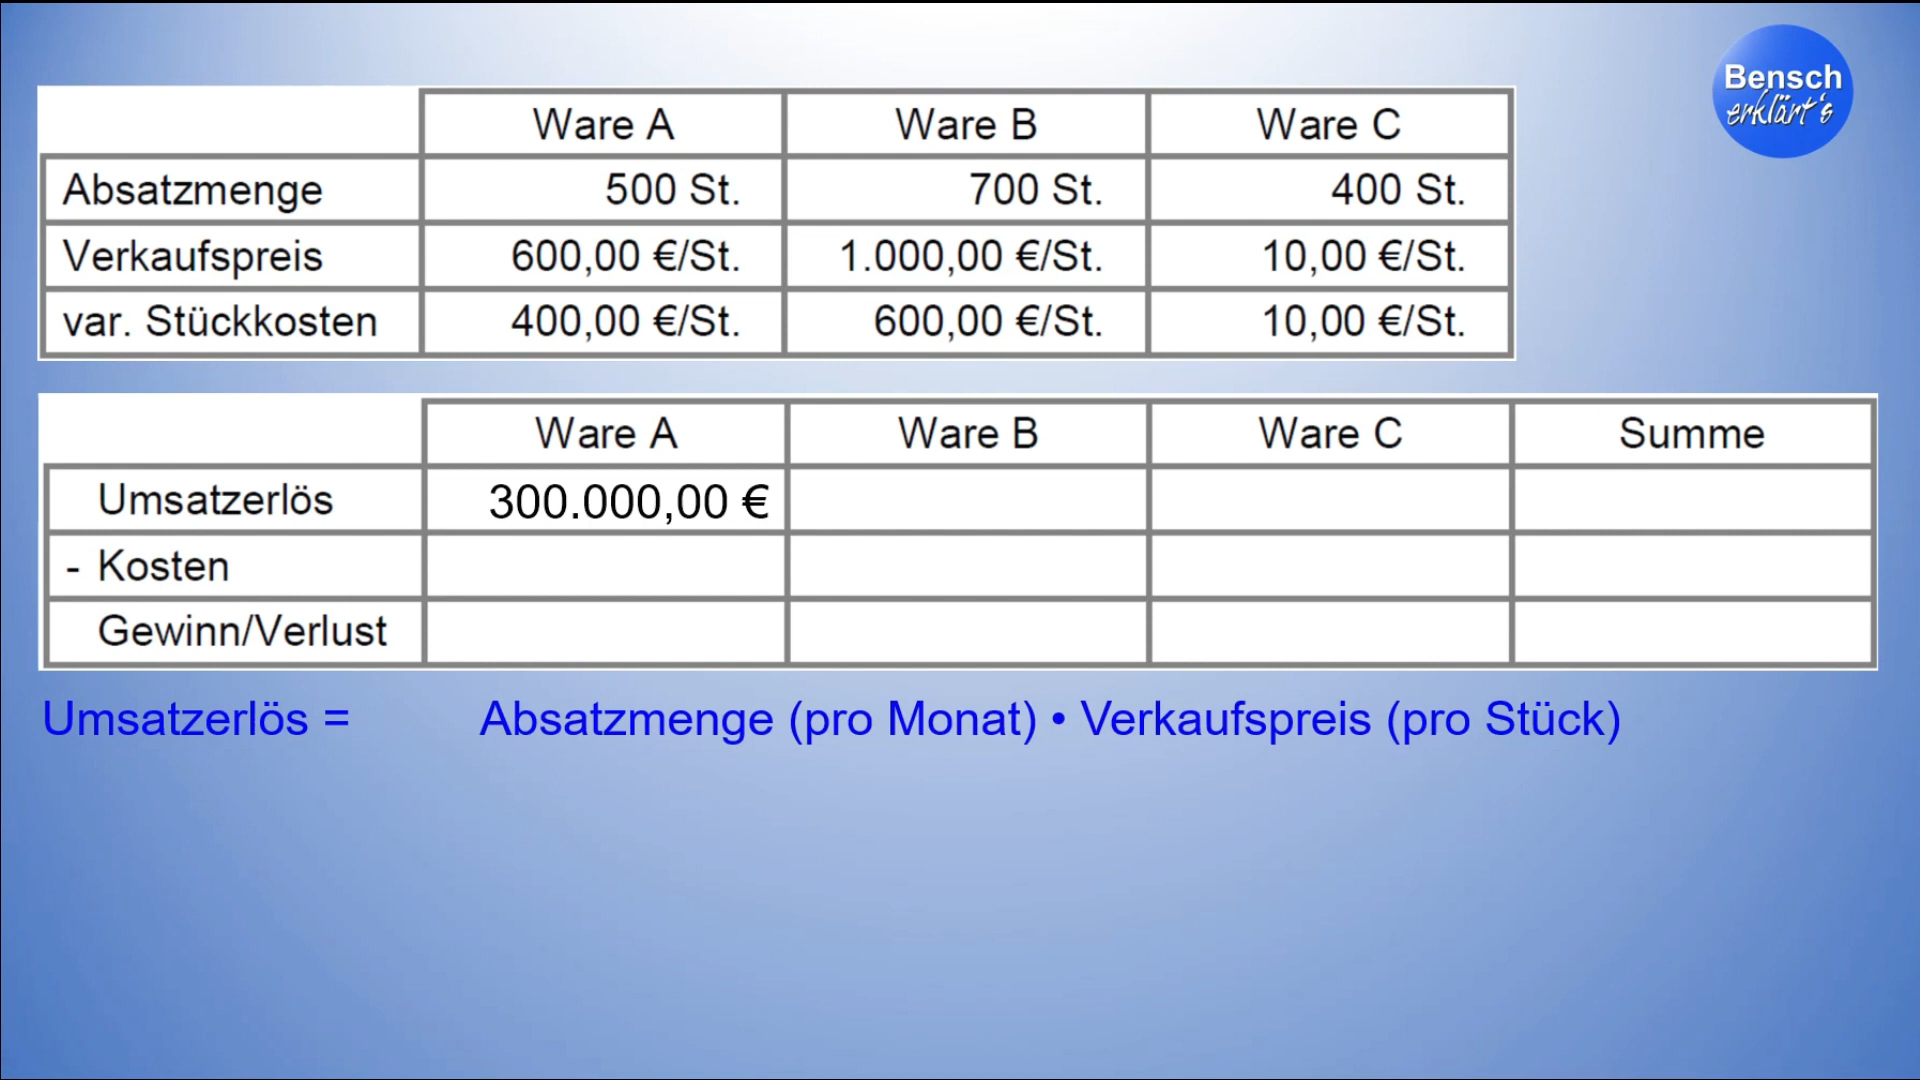 Bensch
erklärt's
Ware A Ware B Ware C
Absatzmenge 500 St. 700 St. 400 St.
Verkaufspreis 600,00 €/St. 1.000,00 €/St. 10,00 €/St.
var. Stückkosten 400,00 €/St. 600,00 €/St. 10,00 €/St.
Ware A Ware B Ware C Summe
Umsatzerlös 300.000,00 €
- Kosten
Gewinn/Verlust
Umsatzerlös = Absatzmenge (pro Monat) • Verkaufspreis (pro Stück)